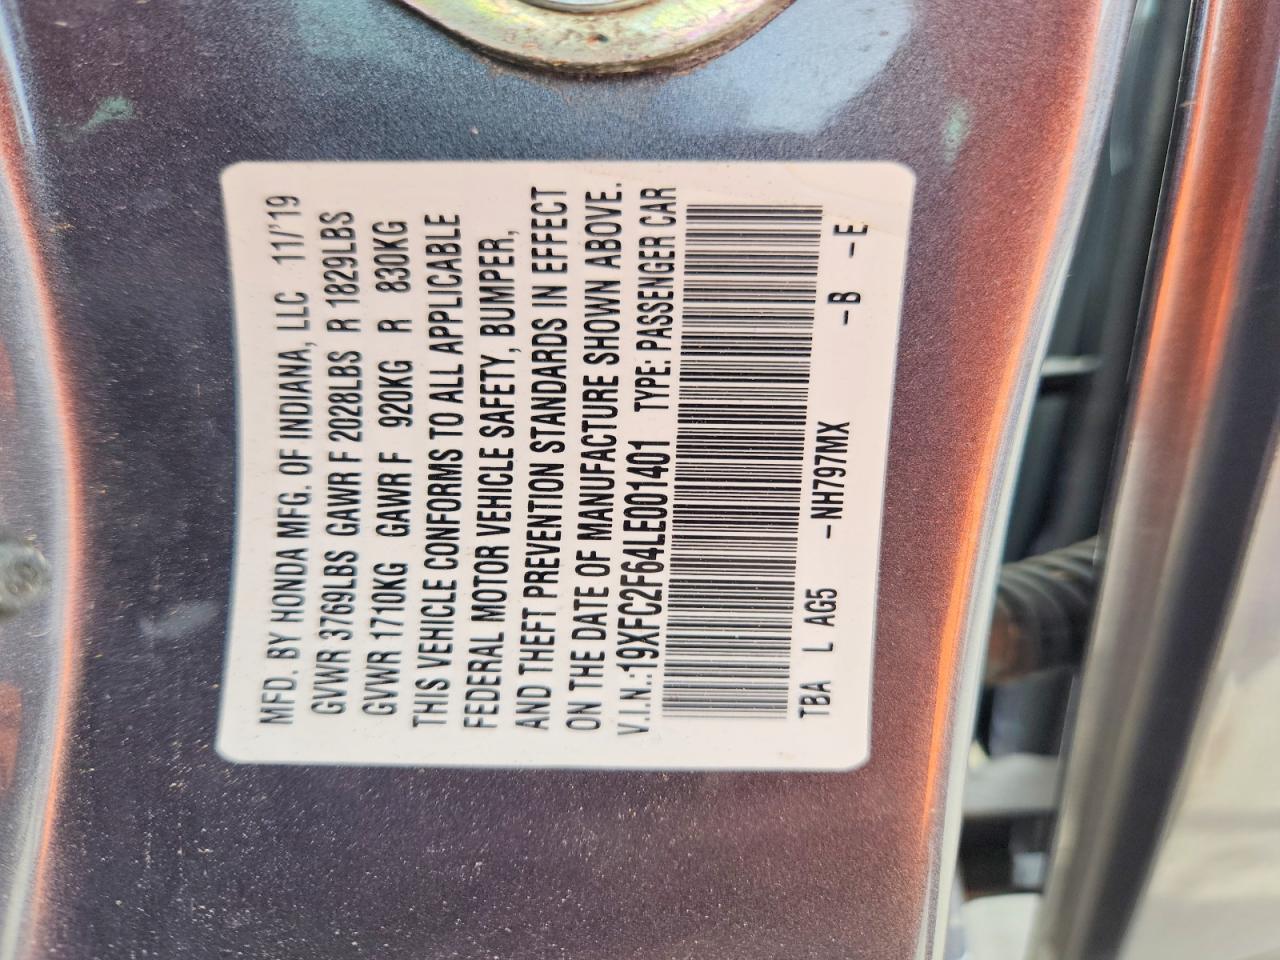 MFD. BY HONDA MFG. OF INDIANA, LLC 11/'19
GVWR 3769LBS GAWR F 2028LBS R 1829LBS
GVWR 1710KG GAWR F 920KG R 830KG
THIS VEHICLE CONFORMS TO ALL APPLICABLE
FEDERAL MOTOR VEHICLE SAFETY, BUMPER,
AND THEFT PREVENTION STANDARDS IN EFFECT
ON THE DATE OF MANUFACTURE SHOWN ABOVE.
V.I.N.:19XFC2F64LE001401 TYPE: PASSENGER CAR
TBA L AG5 -NH797MX -B -E